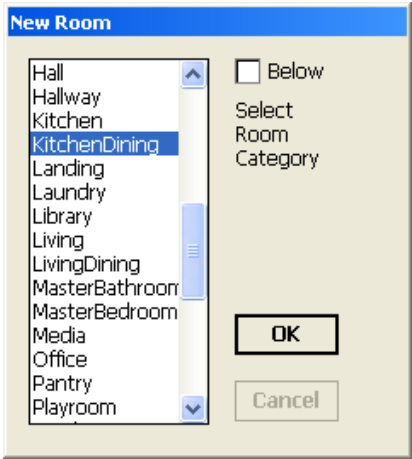 New Room
Hall
Hallway
Kitchen
KitchenDining
Landing
Laundry
Library
Living
LivingDining
MasterBathroom
MasterBedroom
Media
Office
Pantry
Playroom
Below
Select
Room
Category
OK
Cancel